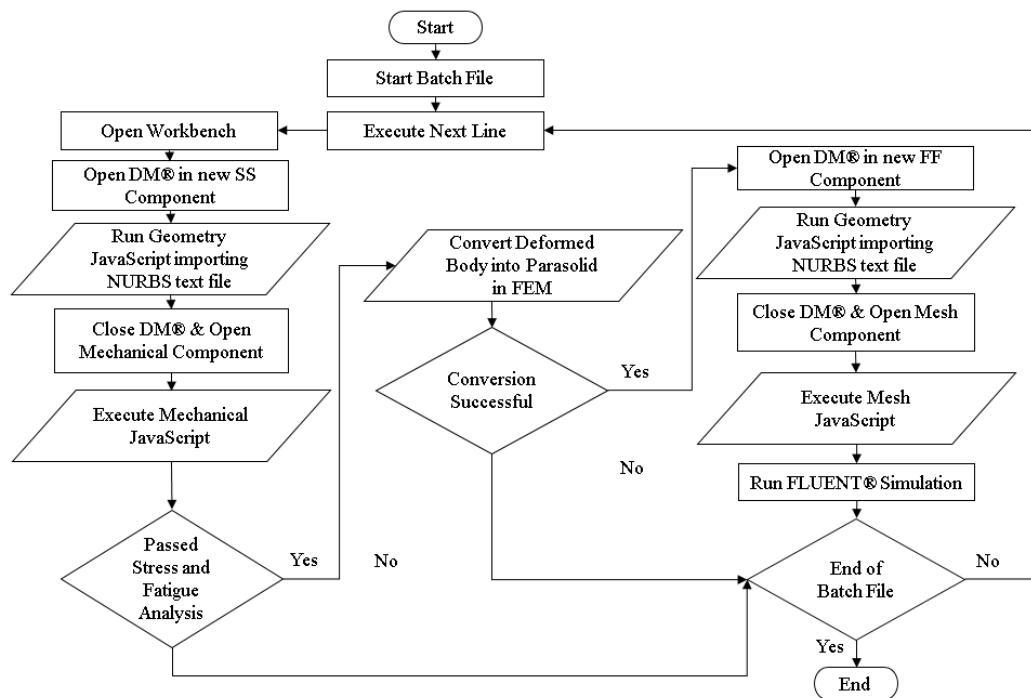 Start
Start Batch File
Execute Next Line
Open Workbench
Open DM® in new SS
Component
Run Geometry
JavaScript importing
NURBS text file
Close DM® & Open
Mechanical Component
Execute Mechanical
JavaScript
Passed
Stress and
Fatigue
Analysis
Yes
No
Convert Deformed
Body into Parasolid
in FEM
Conversion
Successful
Yes
No
Open DM® in new FF
Component
Run Geometry
JavaScript importing
NURBS text file
Close DM® & Open Mesh
Component
Execute Mesh
JavaScript
Run FLUENT® Simulation
End of
Batch File
No
Yes
End